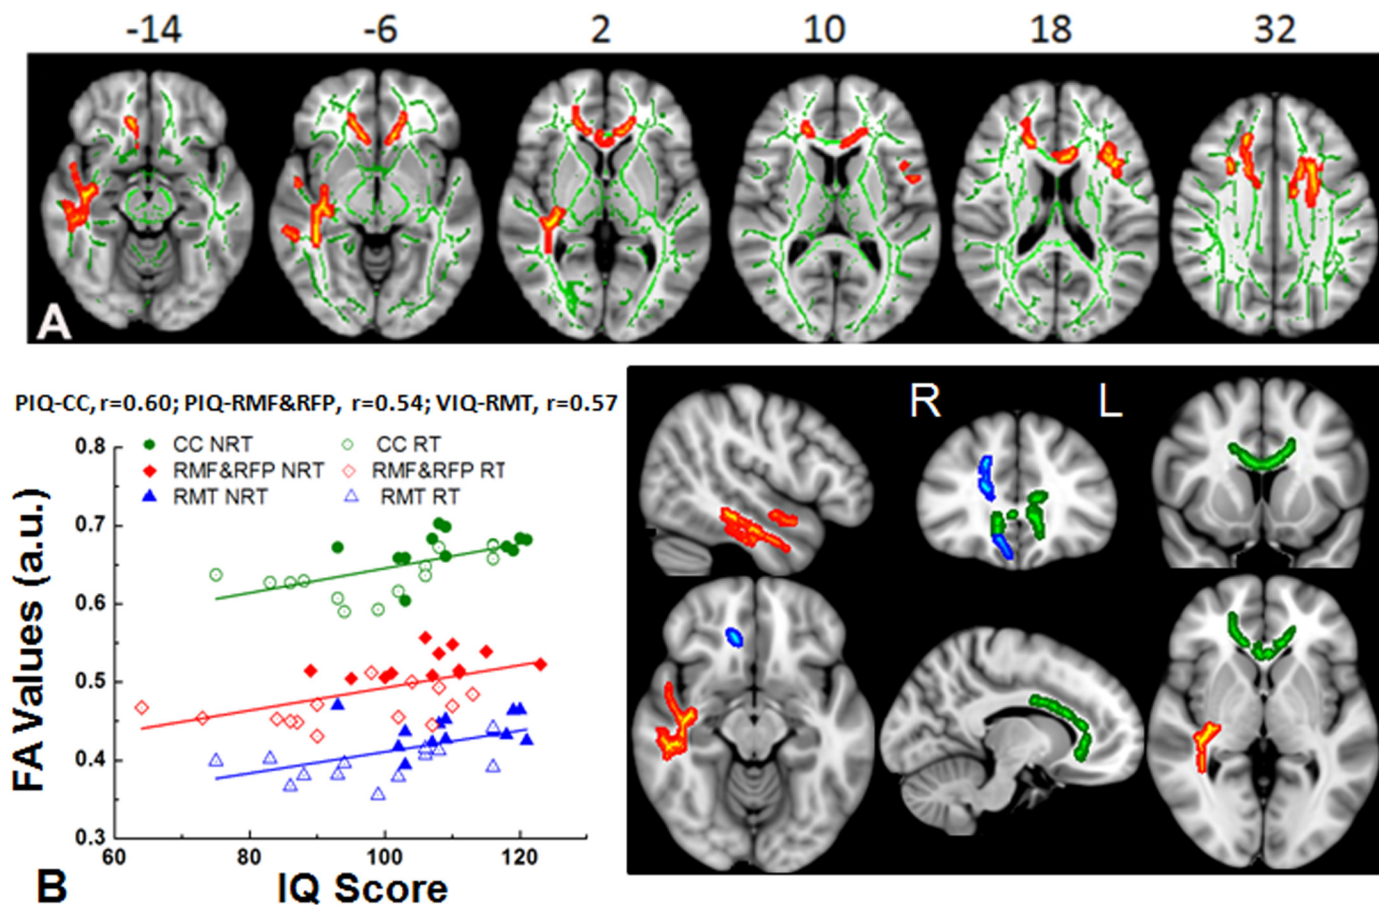 -14 -6 2 10 18 32
A
PIQ-CC, r=0.60; PIQ-RMF&RFP, r=0.54; VIQ-RMT, r=0.57
R L
0.8
CC NRT CC RT
RMF&RFP NRT RMF&RFP RT
RMT NRT RMT RT
0.7
0.6
0.5
0.4
0.3
FA Values (a.u.)
60 80 100 120
B IQ Score